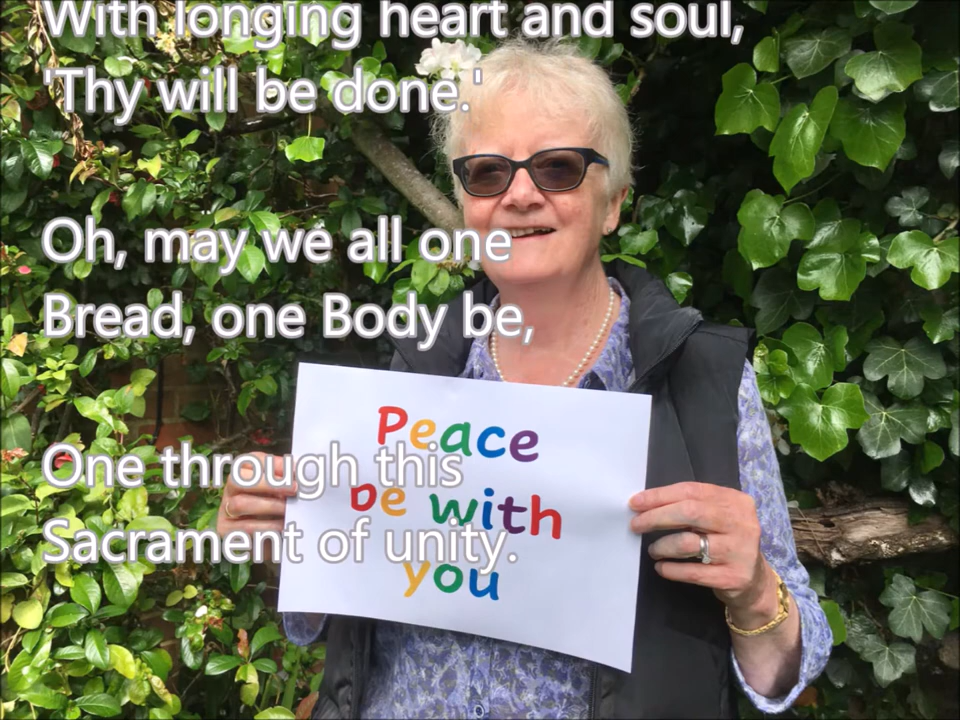 With longing heart and soul,
'Thy will be done.'
Oh, may we all one
Bread, one Body be,
One through this
Sacrament of unity.
Peace
be with
you